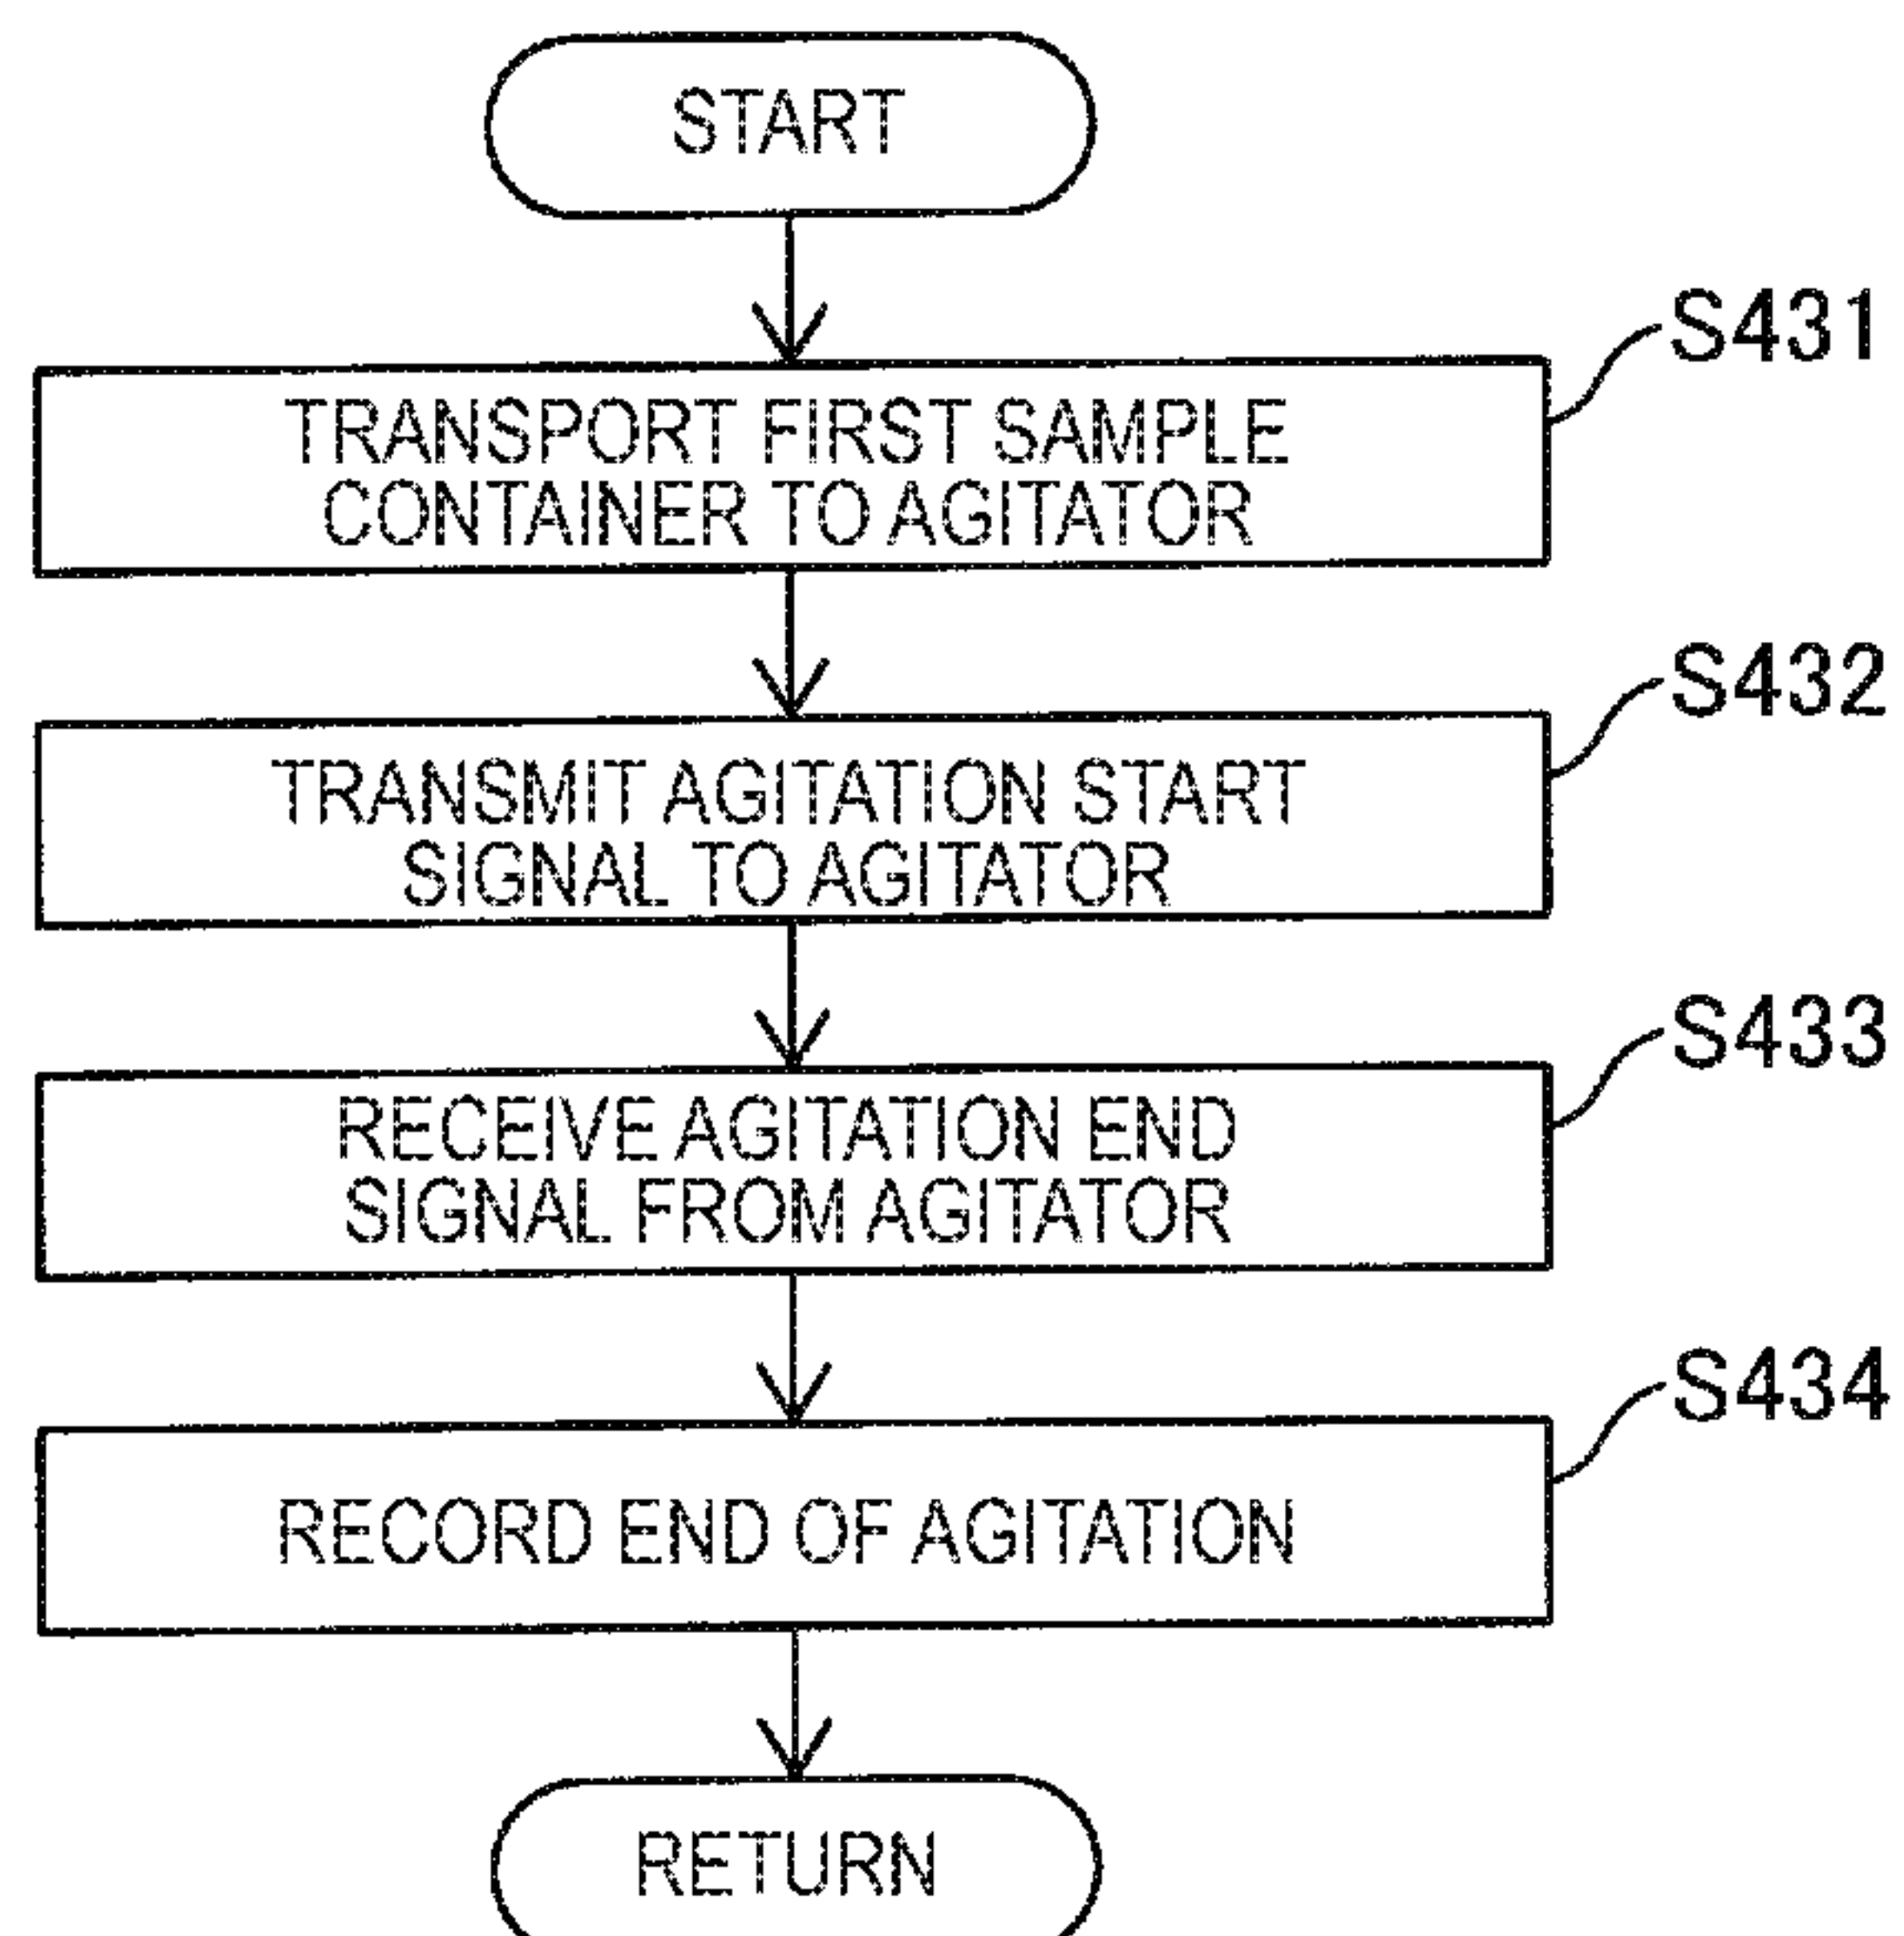 START
S431
TRANSPORT FIRST SAMPLE
CONTAINER TO AGITATOR
S432
TRANSMIT AGITATION START
SIGNAL TO AGITATOR
S433
RECEIVE AGITATION END
SIGNAL FROM AGITATOR
S434
RECORD END OF AGITATION
RETURN